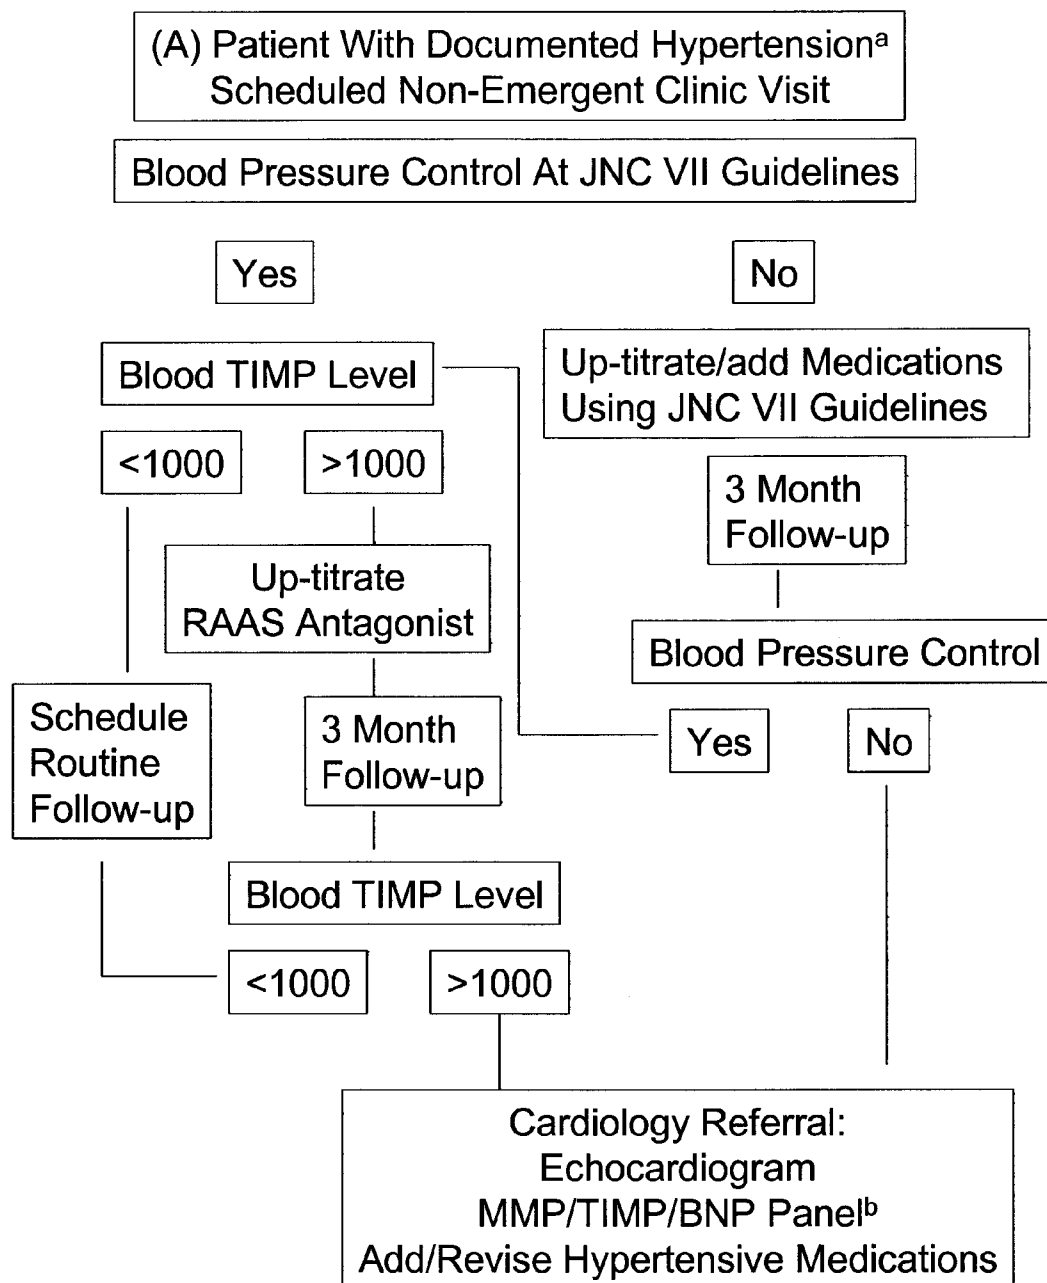 (A) Patient With Documented Hypertensionᵃ
Scheduled Non-Emergent Clinic Visit
Blood Pressure Control At JNC VII Guidelines
Yes
No
Blood TIMP Level
Up-titrate/add Medications
Using JNC VII Guidelines
<1000
>1000
3 Month
Follow-up
Up-titrate
RAAS Antagonist
Blood Pressure Control
Schedule
Routine
Follow-up
3 Month
Follow-up
Yes
No
Blood TIMP Level
<1000
>1000
Cardiology Referral:
Echocardiogram
MMP/TIMP/BNP Panelᵇ
Add/Revise Hypertensive Medications